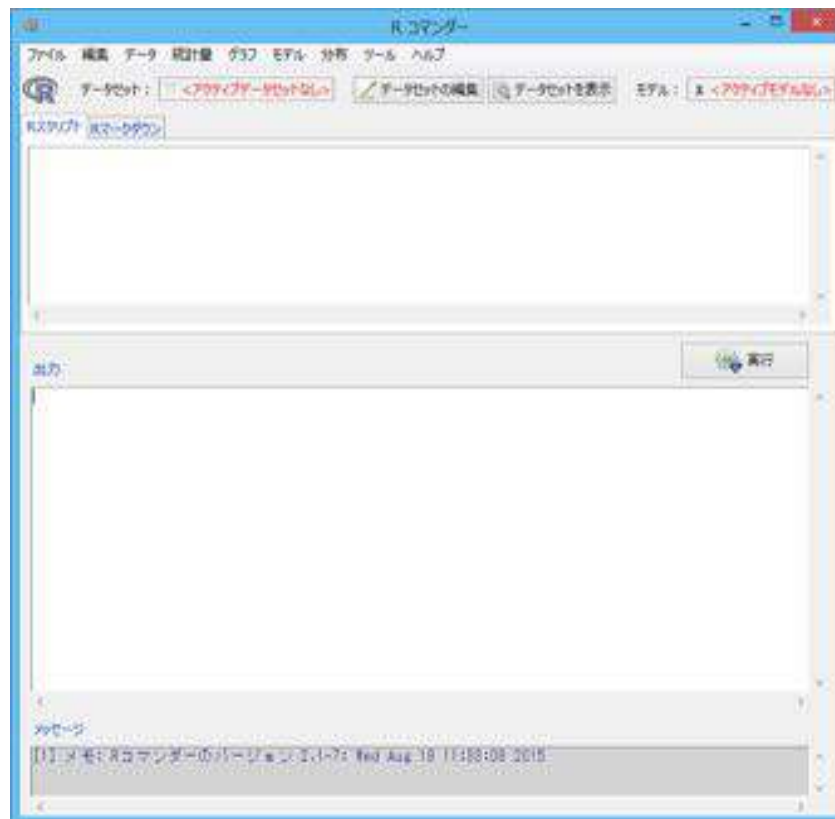 R コマンダー
ファイル 編集 データ 統計量 グラフ モデル 分布 ツール ヘルプ
R データセット: <アクティブデータセットなし> データセットの編集 データセットを表示 モデル: Σ <アクティブモデルなし>
Rスクリプト Rマークダウン
実行
出力
メッセージ
[1] メモ: Rコマンダーのバージョン 2.1-7: Wed Aug 19 2015